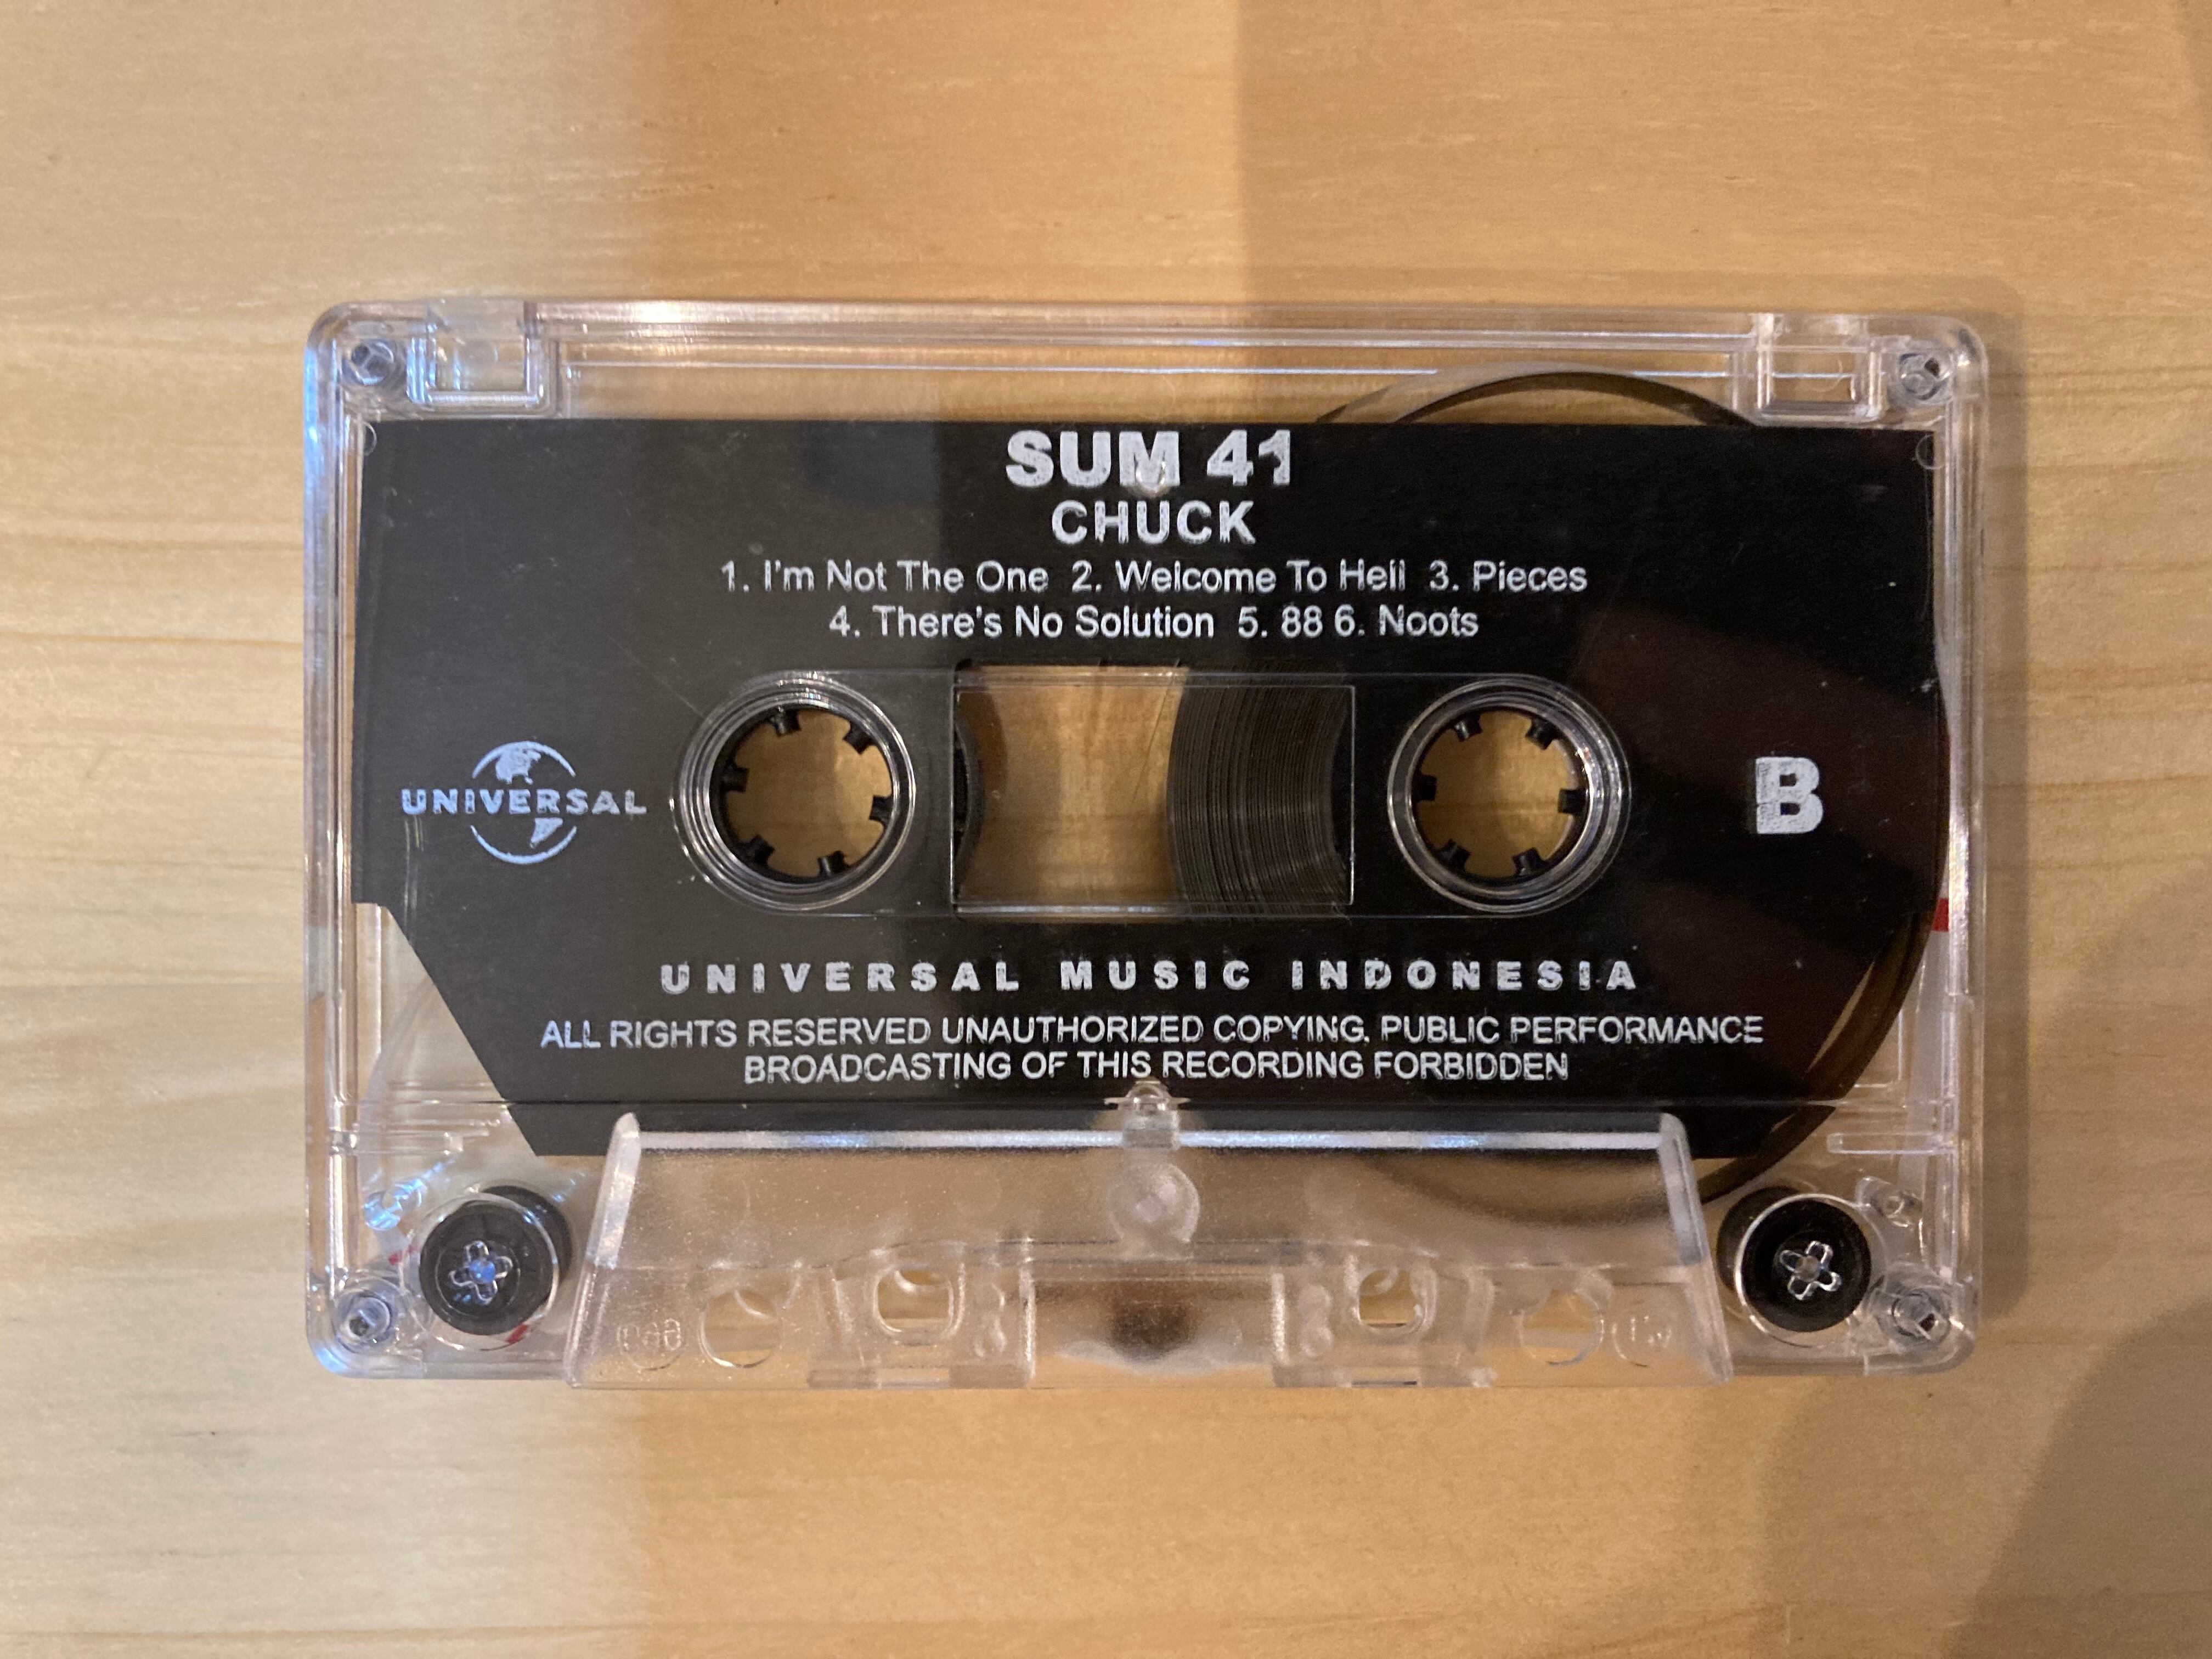 SUM 41
CHUCK
1. I'm Not The One 2. Welcome To Hell 3. Pieces
4. There's No Solution 5. 88 6. Noots
UNIVERSAL
B
UNIVERSAL MUSIC INDONESIA
ALL RIGHTS RESERVED UNAUTHORIZED COPYING. PUBLIC PERFORMANCE
BROADCASTING OF THIS RECORDING FORBIDDEN